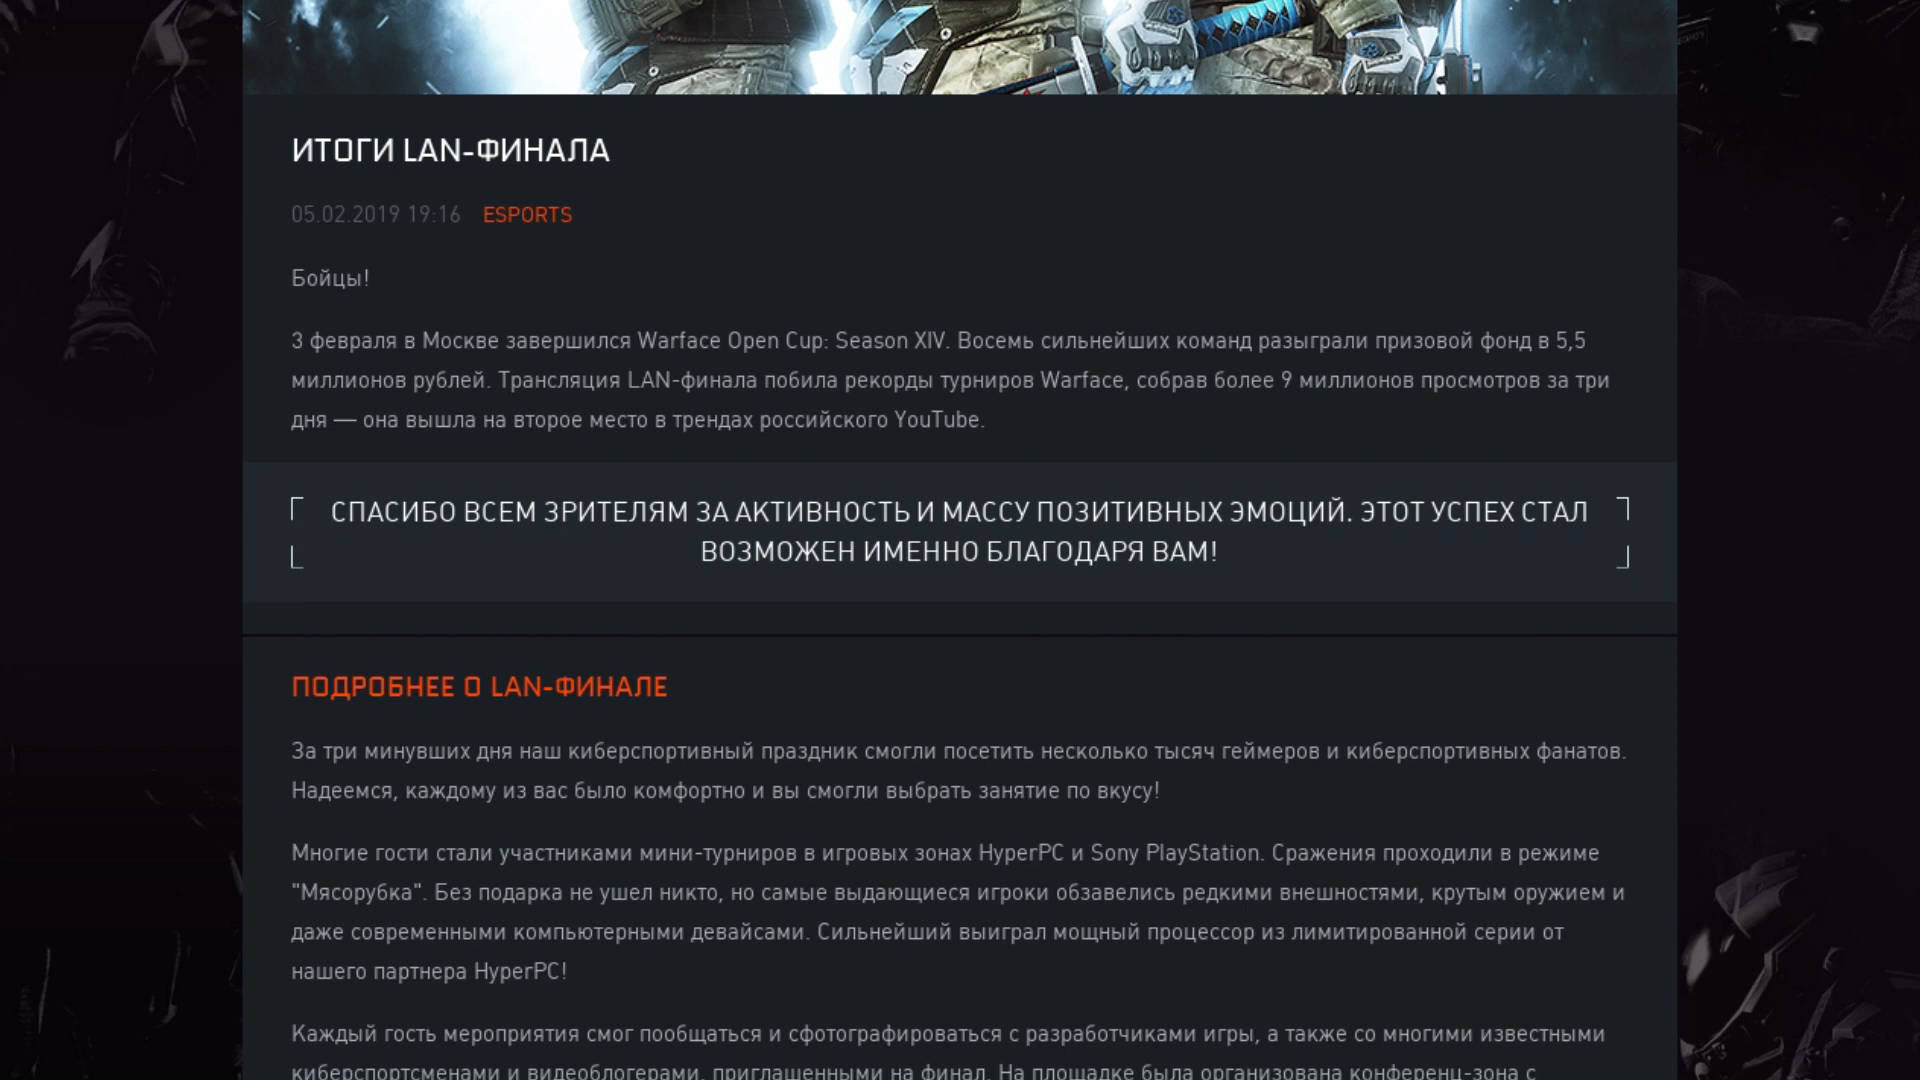 ИТОГИ LAN-ФИНАЛА
05.02.2019 19:16 ESPORTS
Бойцы!
3 февраля в Москве завершился Warface Open Cup: Season XIV. Восемь сильнейших команд разыграли призовой фонд в 5,5
миллионов рублей. Трансляция LAN-финала побила рекорды турниров Warface, собрав более 9 миллионов просмотров за три
дня — она вышла на второе место в трендах российского YouTube.
СПАСИБО ВСЕМ ЗРИТЕЛЯМ ЗА АКТИВНОСТЬ И МАССУ ПОЗИТИВНЫХ ЭМОЦИЙ. ЭТОТ УСПЕХ СТАЛ
ВОЗМОЖЕН ИМЕННО БЛАГОДАРЯ ВАМ!
ПОДРОБНЕЕ О LAN-ФИНАЛЕ
За три минувших дня наш киберспортивный праздник смогли посетить несколько тысяч геймеров и киберспортивных фанатов.
Надеемся, каждому из вас было комфортно и вы смогли выбрать занятие по вкусу!
Многие гости стали участниками мини-турниров в игровых зонах HyperPC и Sony PlayStation. Сражения проходили в режиме
"Мясорубка". Без подарка не ушел никто, но самые выдающиеся игроки обзавелись редкими внешностями, крутым оружием и
даже современными компьютерными девайсами. Сильнейший выиграл мощный процессор из лимитированной серии от
нашего партнера HyperPC!
Каждый гость мероприятия смог пообщаться и сфотографироваться с разработчиками игры, а также со многими известными
киберспортсменами и видеоблогерами, приглашенными на финал. На площадке была организована конференц-зона с